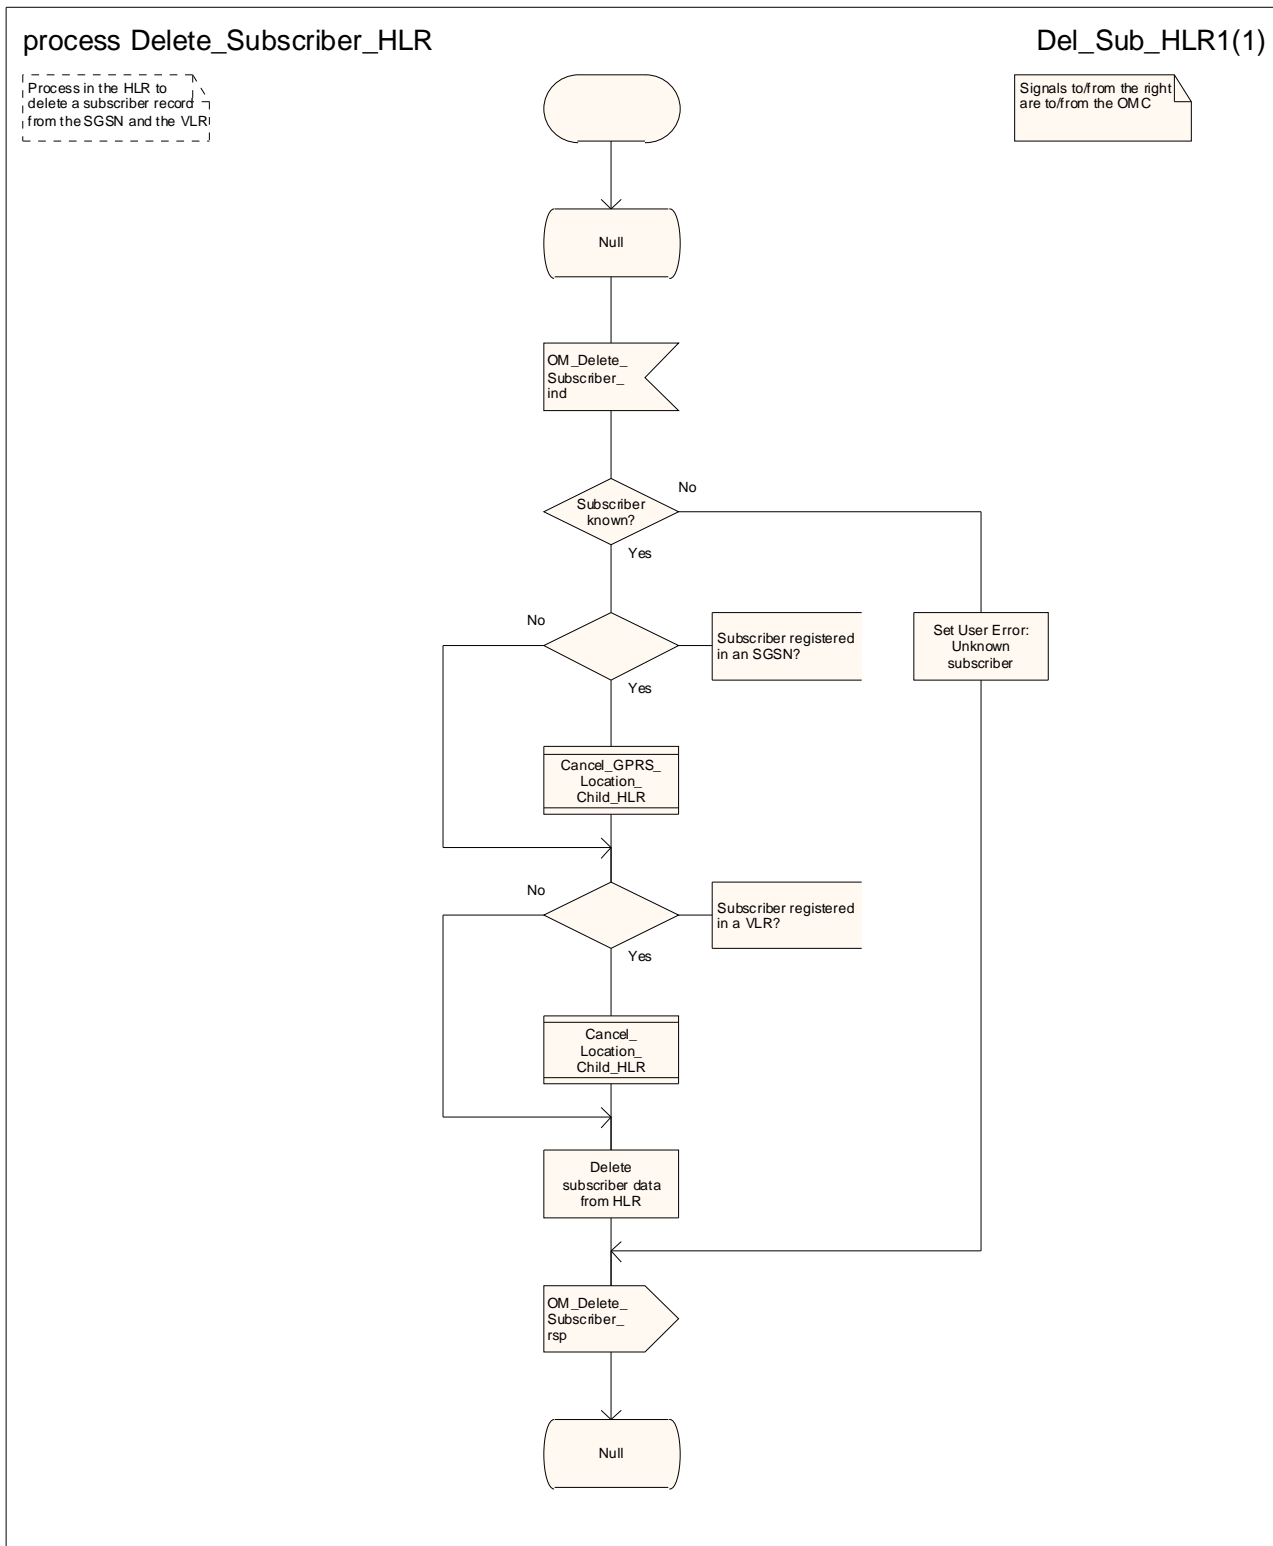 process Delete_Subscriber_HLR
Del_Sub_HLR1(1)
Process in the HLR to
delete a subscriber record
from the SGSN and the VLR
Signals to/from the right
are to/from the OMC
Null
OM_Delete_
Subscriber_
ind
Subscriber
known?
No
Yes
No
Subscriber registered
in an SGSN?
Set User Error:
Unknown
subscriber
Yes
Cancel_GPRS_
Location_
Child_HLR
No
Subscriber registered
in a VLR?
Yes
Cancel_
Location_
Child_HLR
Delete
subscriber data
from HLR
OM_Delete_
Subscriber_
rsp
Null